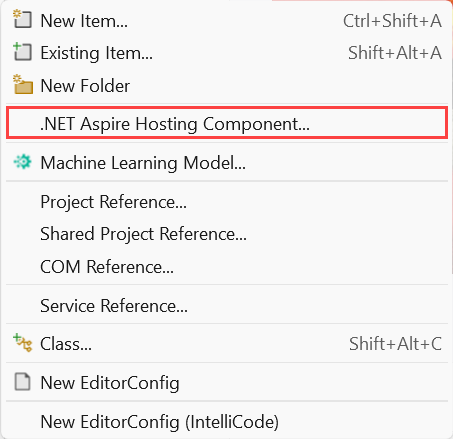 New Item... Ctrl+Shift+A
Existing Item... Shift+Alt+A
New Folder
.NET Aspire Hosting Component...
Machine Learning Model...
Project Reference...
Shared Project Reference...
COM Reference...
Service Reference...
Class... Shift+Alt+C
New EditorConfig
New EditorConfig (IntelliCode)